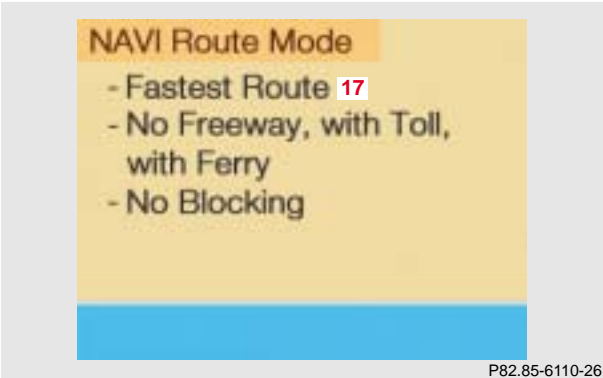 NAVI Route Mode
- Fastest Route 17
- No Freeway, with Toll,
with Ferry
- No Blocking
P82.85-6110-26